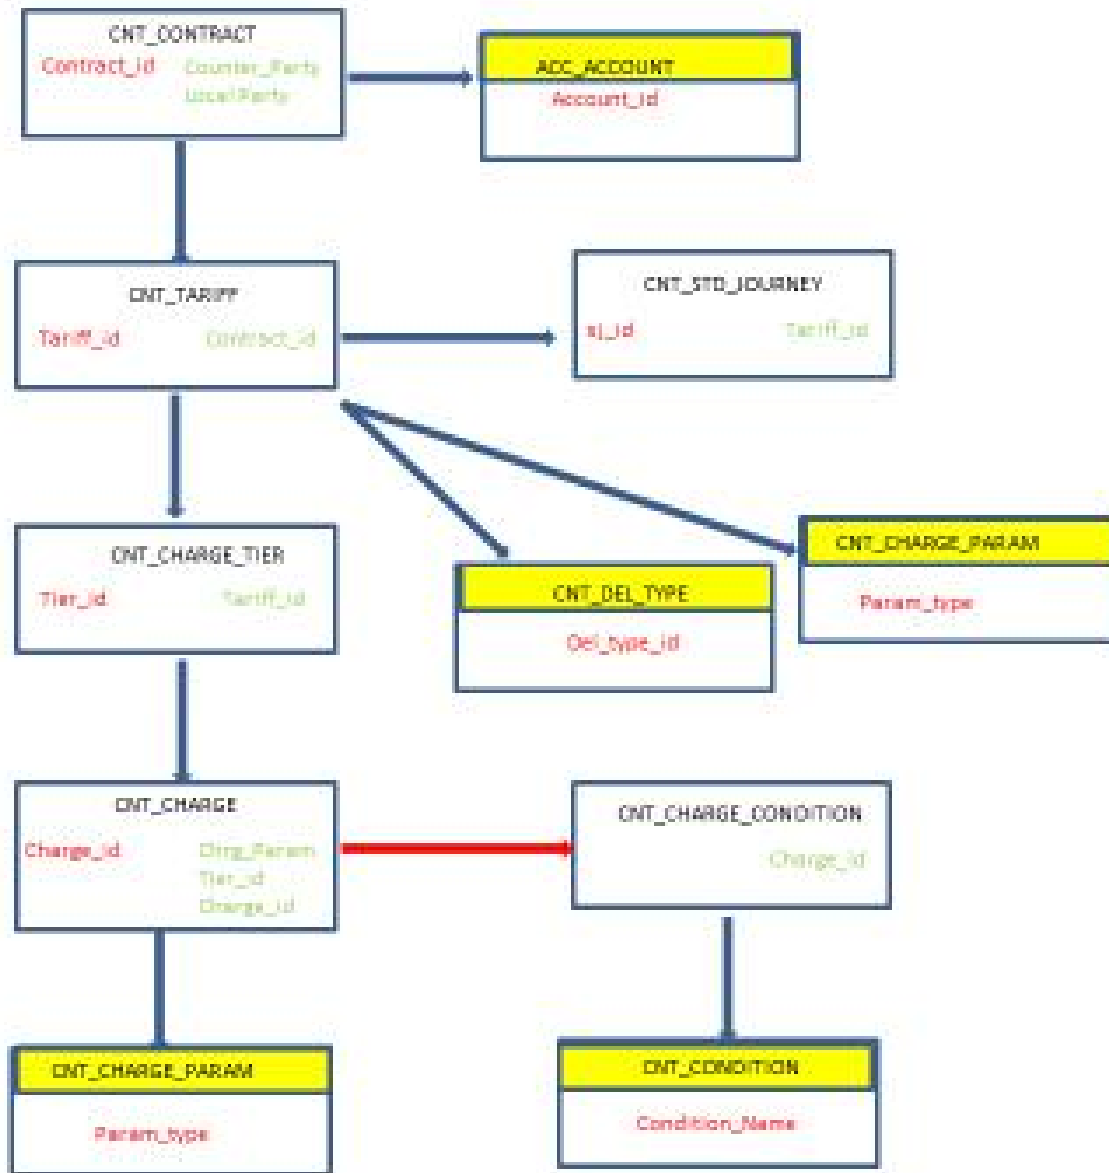 CNT_CONTRACT
Contract_id Counter_Party
Local Party
ACC_ACCOUNT
Account_id
CNT_TARIFF
Tariff_id Contract_id
CNT_STD_JOURNEY
sj_id Tariff_id
CNT_CHARGE_TIER
Tier_id Tariff_id
CNT_DEL_TYPE
Del_type_id
CNT_CHARGE_PARAM
Param_type
CNT_CHARGE
Charge_id Chrg_Param
Tier_id
Charge_id
CNT_CHARGE_CONDITION
Charge_id
CNT_CHARGE_PARAM
Param_type
CNT_CONDITION
Condition_Name